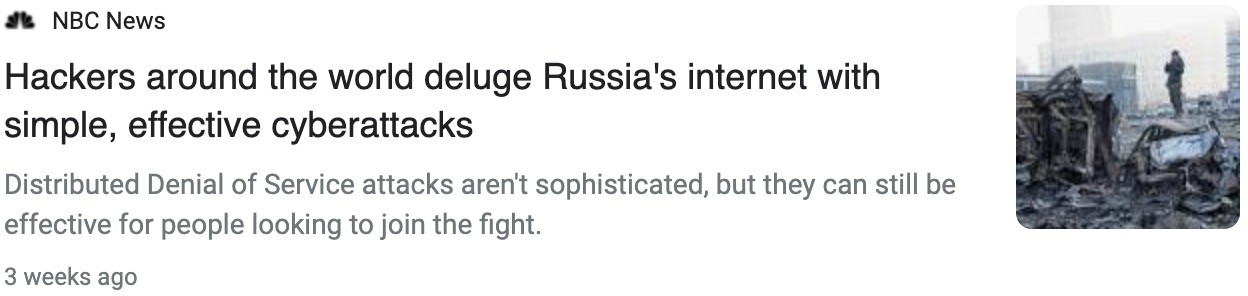 NBC News
Hackers around the world deluge Russia's internet with
simple, effective cyberattacks
Distributed Denial of Service attacks aren't sophisticated, but they can still be
effective for people looking to join the fight.
3 weeks ago